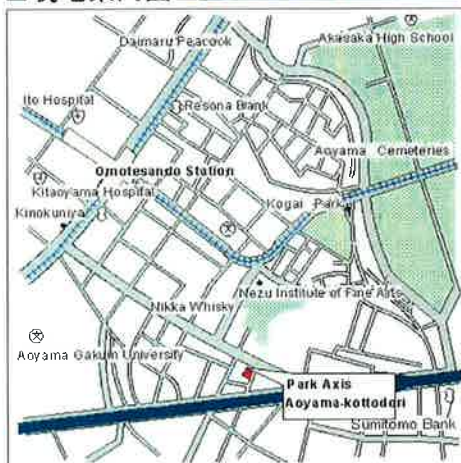 Daimaru Peacock
Akasaka High School
Ito Hospital
Resona Bank
Aoyama Cemeteries
Omotesando Station
Kitaoyama Hospital
Kogai Park
Kinokuniya
Nezu Institute of Fine Arts
Nikka Whisky
Aoyama Gakuin University
Park Axis
Aoyama-kottodori
Sumitomo Bank